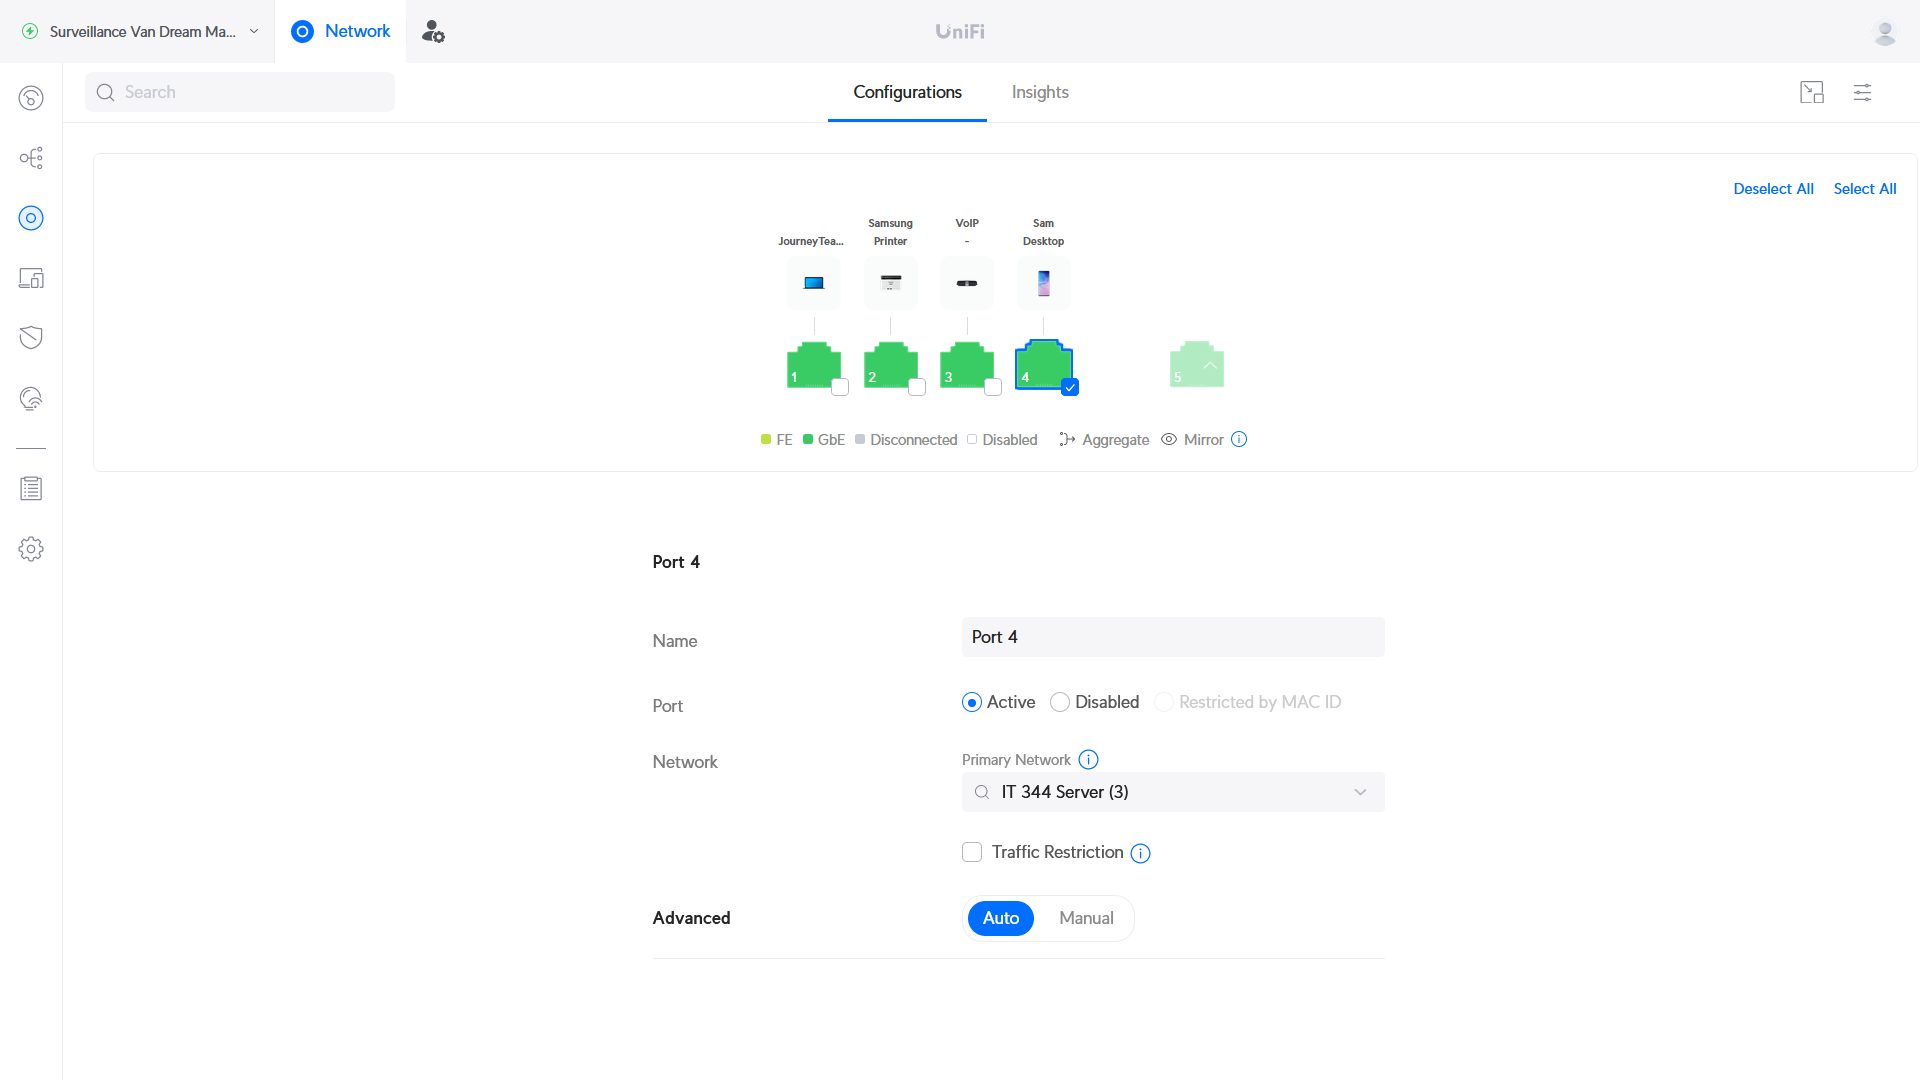 Surveillance Van Dream Ma...
Network
UniFi
Search
Configurations
Insights
Deselect All
Select All
JourneyTea...
Samsung
Printer
VoIP
-
Sam
Desktop
1
2
3
4
5
FE
GbE
Disconnected
Disabled
Aggregate
Mirror
Port 4
Name
Port 4
Port
Active
Disabled
Restricted by MAC ID
Network
Primary Network
IT 344 Server (3)
Traffic Restriction
Advanced
Auto
Manual